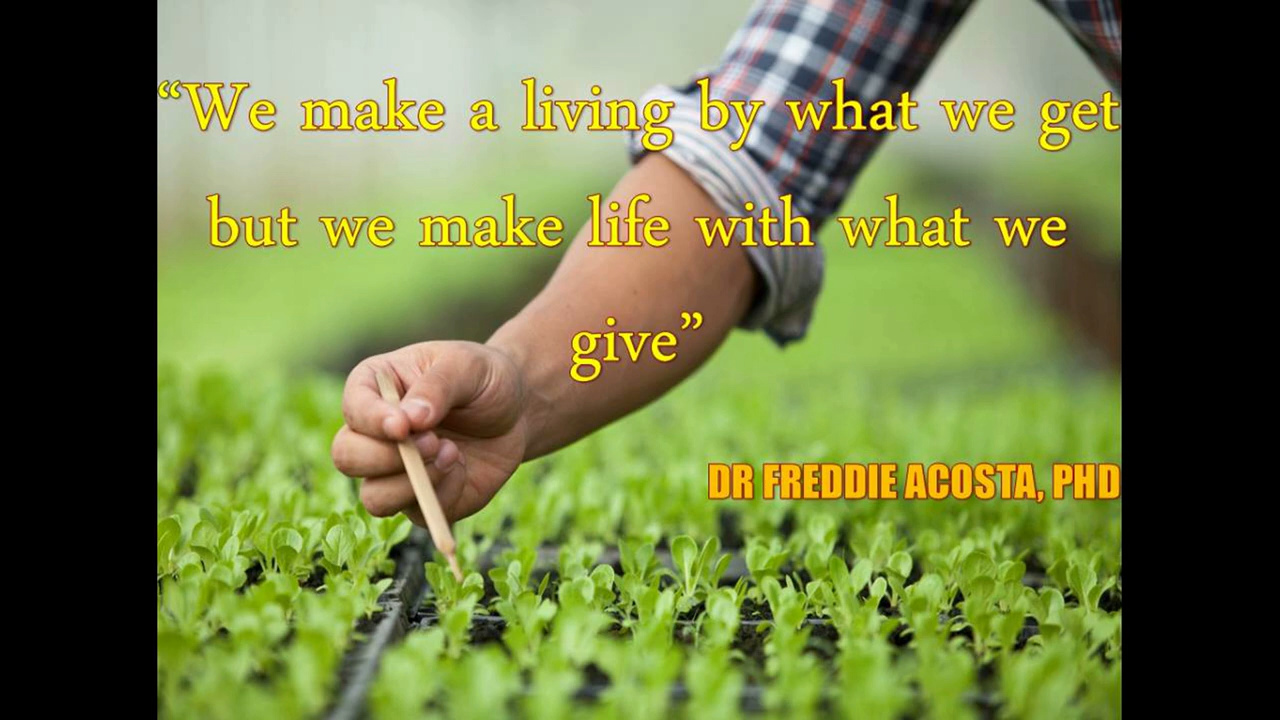 “We make a living by what we get
but we make life with what we
give”
DR FREDDIE ACOSTA, PHD